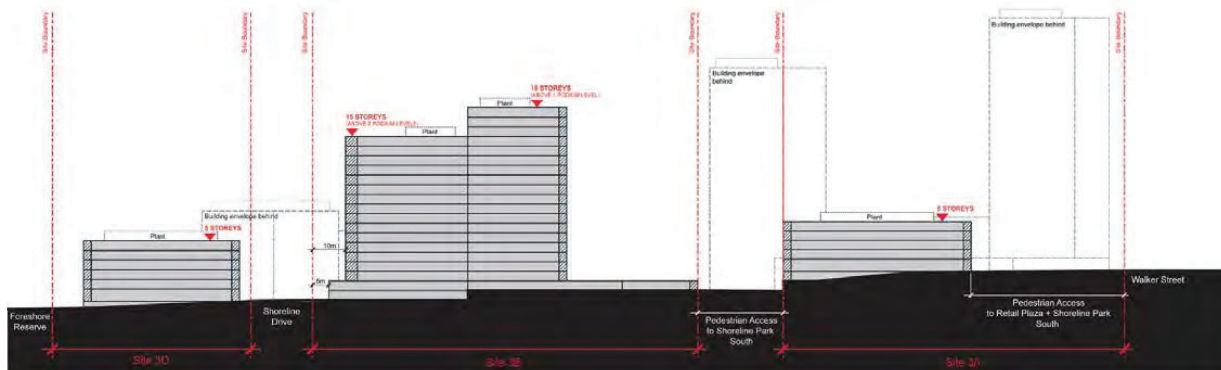 Site Boundary
Site Boundary
Site Boundary
Site Boundary
Site Boundary
Site Boundary
Building envelope behind
Building envelope
behind
18 STOREYS
(ABOVE 1 PODIUM LEVEL)
Plant
15 STOREYS
(ABOVE 2 PODIUM LEVELS)
Plant
Building envelope behind
5 STOREYS
Plant
10m
5m
Plant
5 STOREYS
Foreshore
Reserve
Shoreline
Drive
Pedestrian Access
to Shoreline Park
South
Pedestrian Access
to Retail Plaza + Shoreline Park
South
Walker Street
Site 3D
Site 3B
Site 3A